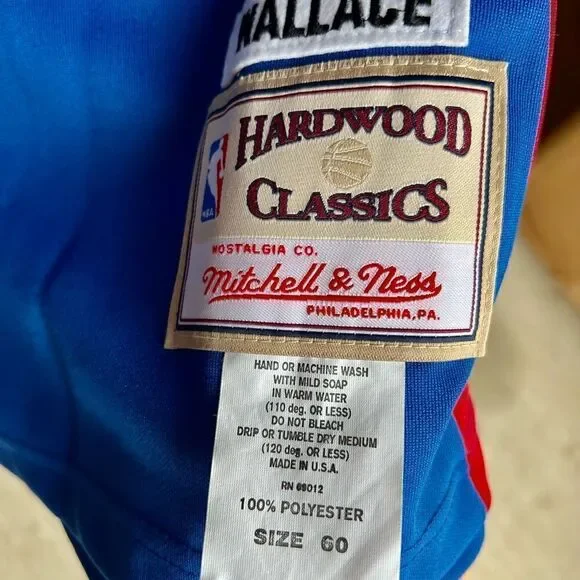 WALLACE
HARDWOOD
CLASSICS
NBA
NOSTALGIA CO.
Mitchell & Ness
PHILADELPHIA, PA.
HAND OR MACHINE WASH
WITH MILD SOAP
IN WARM WATER
(110 deg. OR LESS)
DO NOT BLEACH
DRIP OR TUMBLE DRY MEDIUM
(120 deg. OR LESS)
MADE IN U.S.A.
RN 69012
100% POLYESTER
SIZE 60